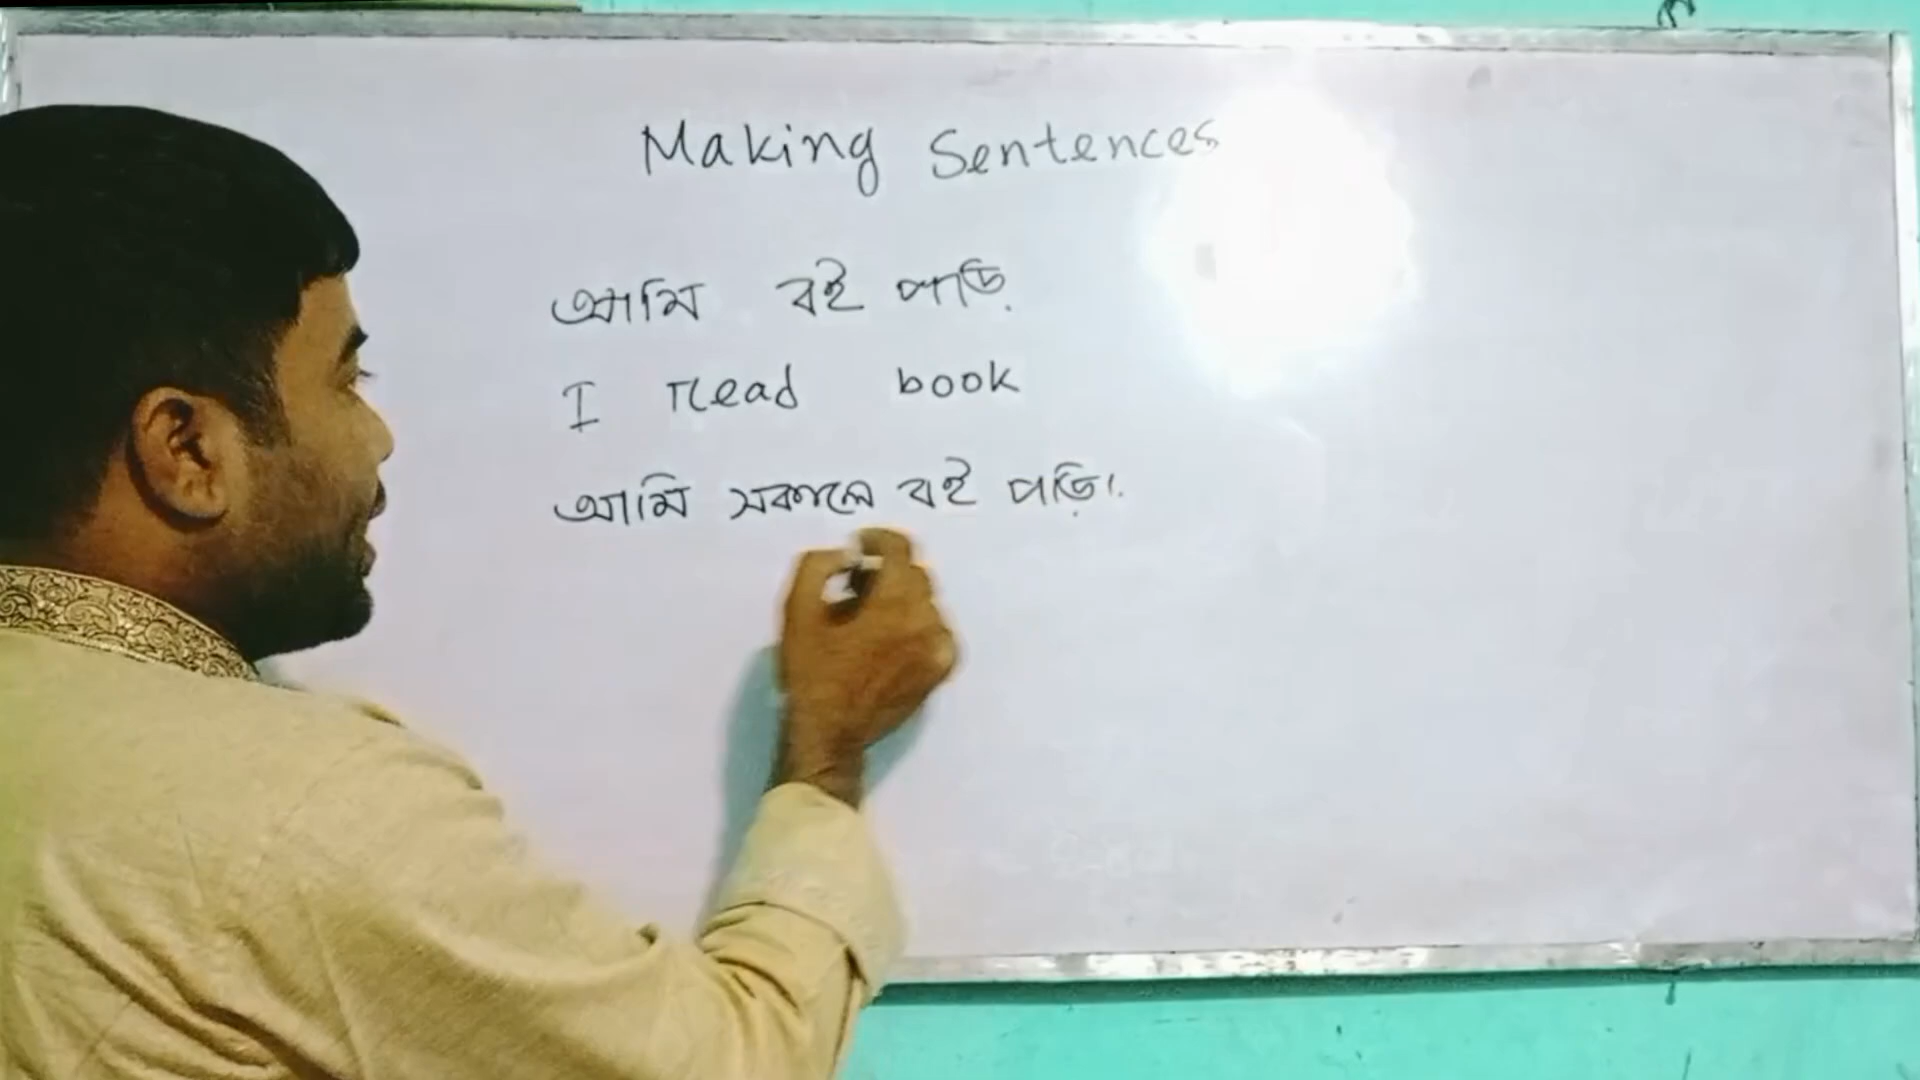 Making Sentences
আমি বই পড়ি
I read book
আমি সকালে বই পড়ি।